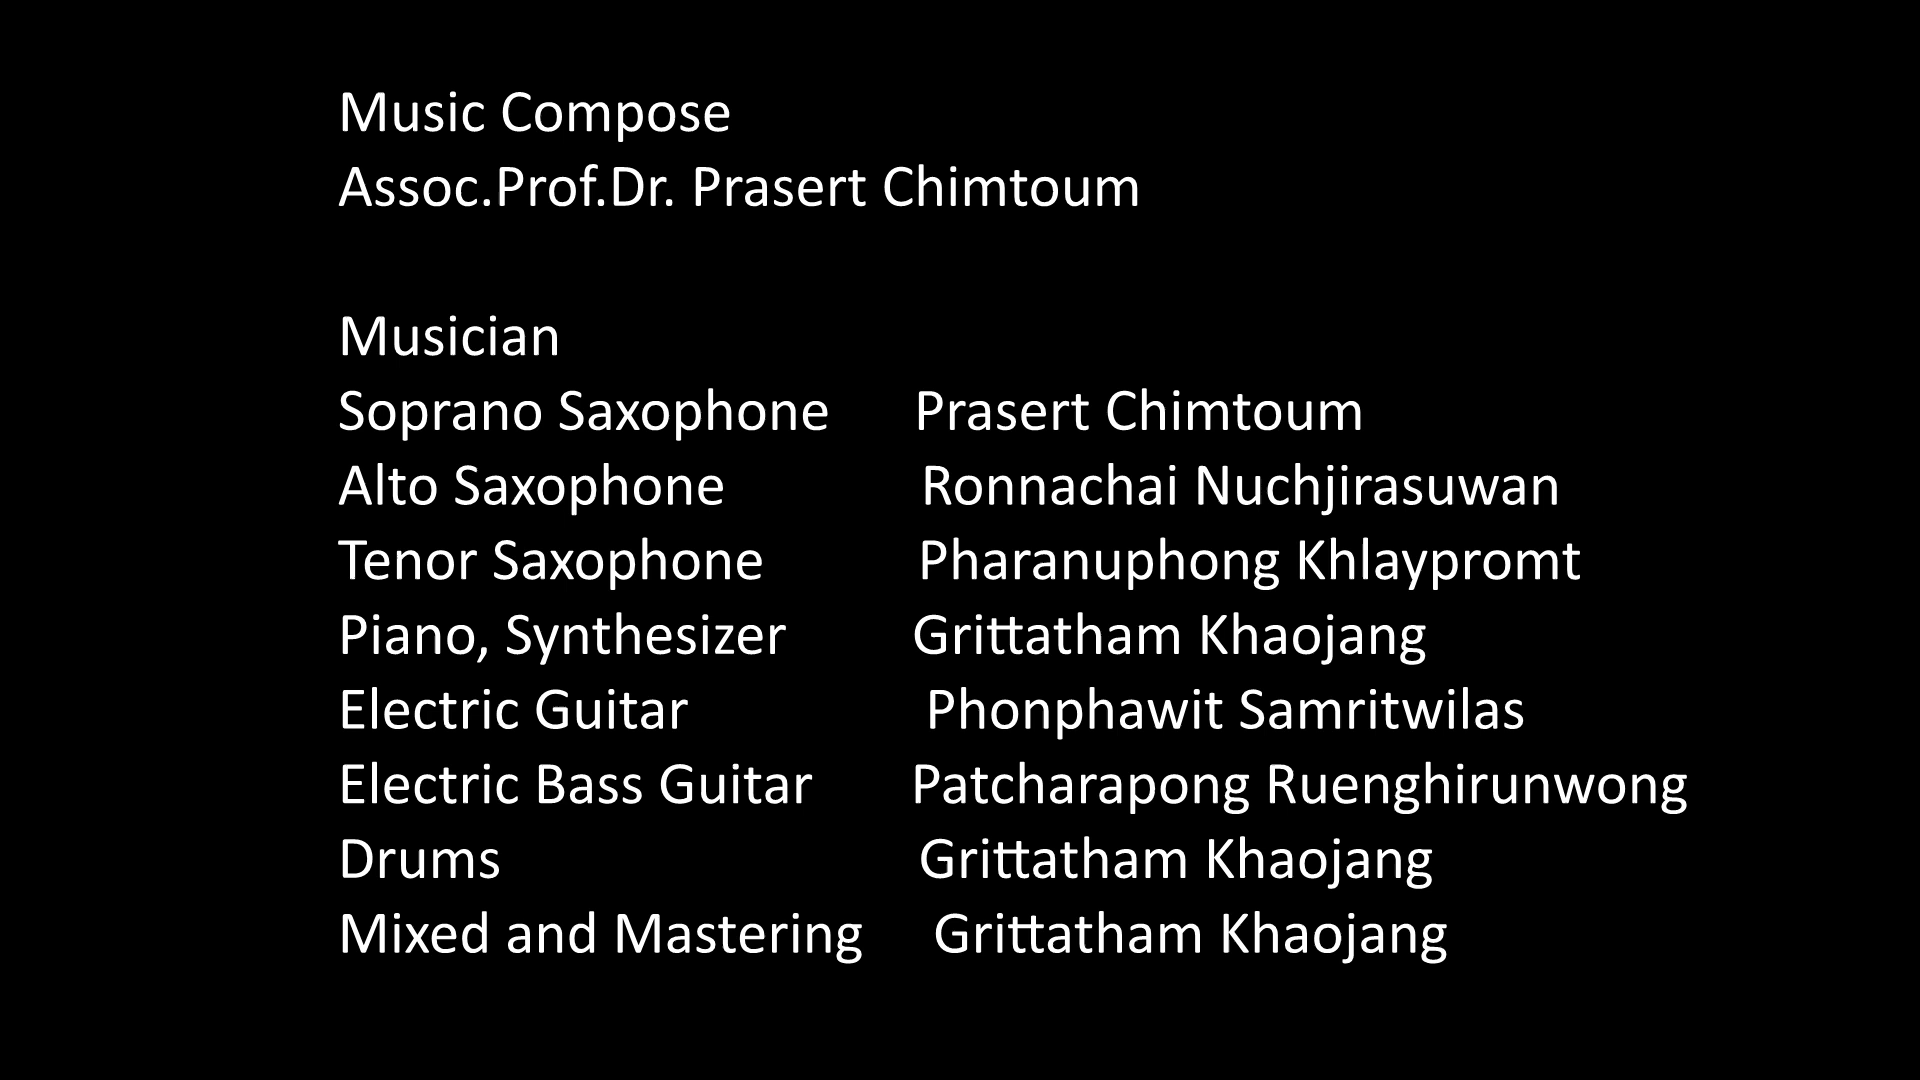 Music Compose
Assoc.Prof.Dr. Prasert Chimtoum
Musician
Soprano Saxophone Prasert Chimtoum
Alto Saxophone Ronnachai Nuchjirasuwan
Tenor Saxophone Pharanuphong Khlaypromt
Piano, Synthesizer Grittatham Khaojang
Electric Guitar Phonphawit Samritwilas
Electric Bass Guitar Patcharapong Ruenghirunwong
Drums Grittatham Khaojang
Mixed and Mastering Grittatham Khaojang